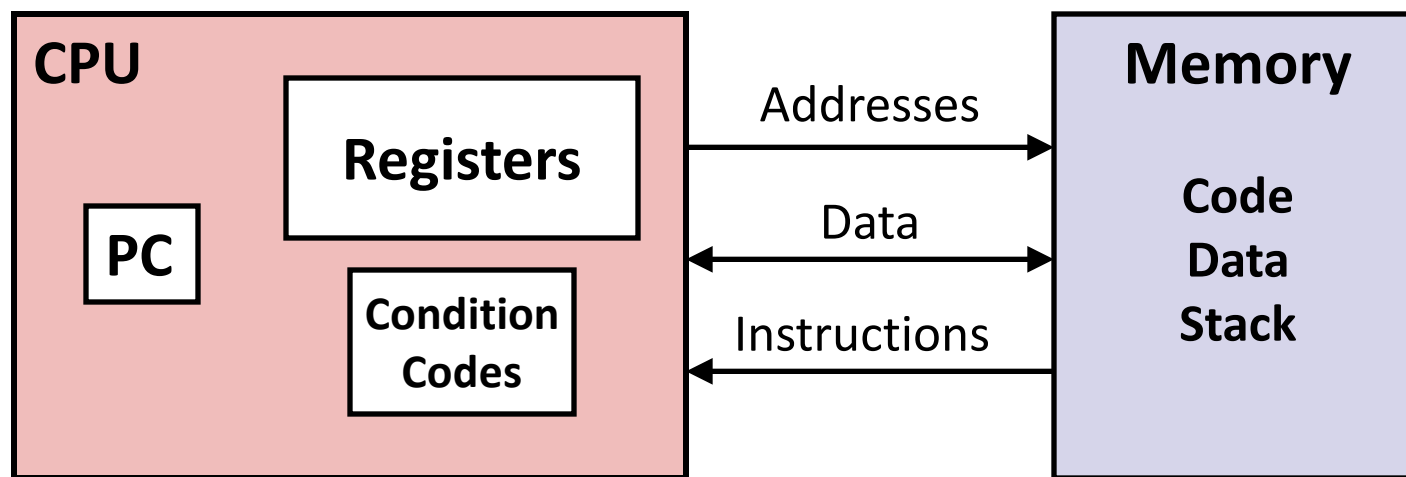 CPU
Registers
PC
Condition
Codes
Addresses
Data
Instructions
Memory
Code
Data
Stack